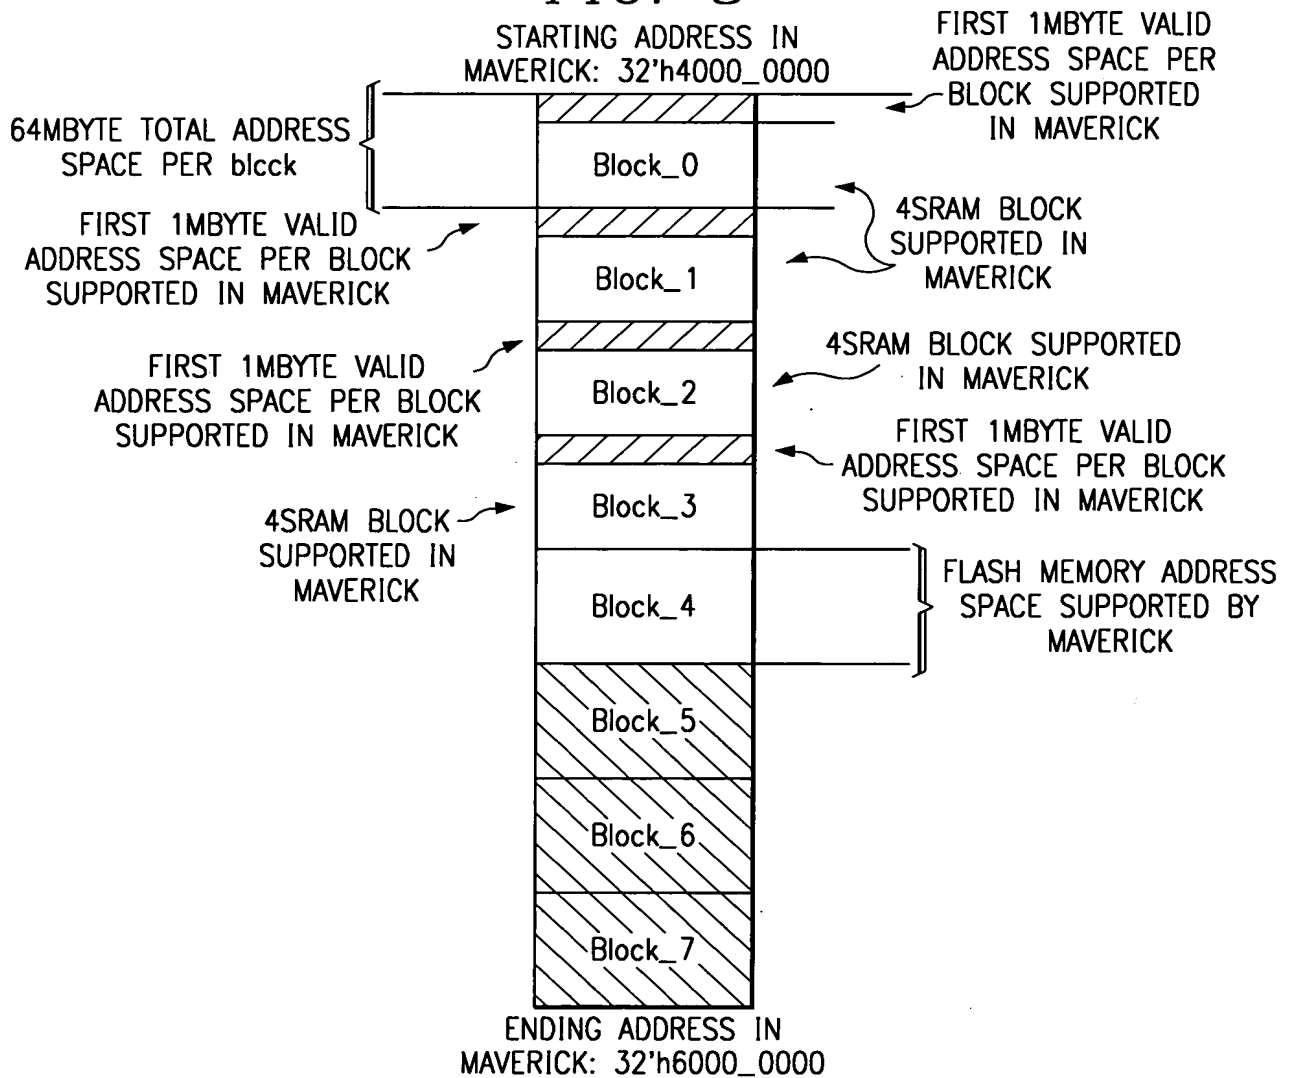 STARTING ADDRESS IN
MAVERICK: 32'h4000_0000
FIRST 1MBYTE VALID
ADDRESS SPACE PER
BLOCK SUPPORTED
IN MAVERICK
64MBYTE TOTAL ADDRESS
SPACE PER blcck
Block_0
FIRST 1MBYTE VALID
ADDRESS SPACE PER BLOCK
SUPPORTED IN MAVERICK
4SRAM BLOCK
SUPPORTED IN
MAVERICK
Block_1
FIRST 1MBYTE VALID
ADDRESS SPACE PER BLOCK
SUPPORTED IN MAVERICK
4SRAM BLOCK SUPPORTED
IN MAVERICK
Block_2
FIRST 1MBYTE VALID
ADDRESS SPACE PER BLOCK
SUPPORTED IN MAVERICK
4SRAM BLOCK
SUPPORTED IN
MAVERICK
Block_3
Block_4
FLASH MEMORY ADDRESS
SPACE SUPPORTED BY
MAVERICK
Block_5
Block_6
Block_7
ENDING ADDRESS IN
MAVERICK: 32'h6000_0000